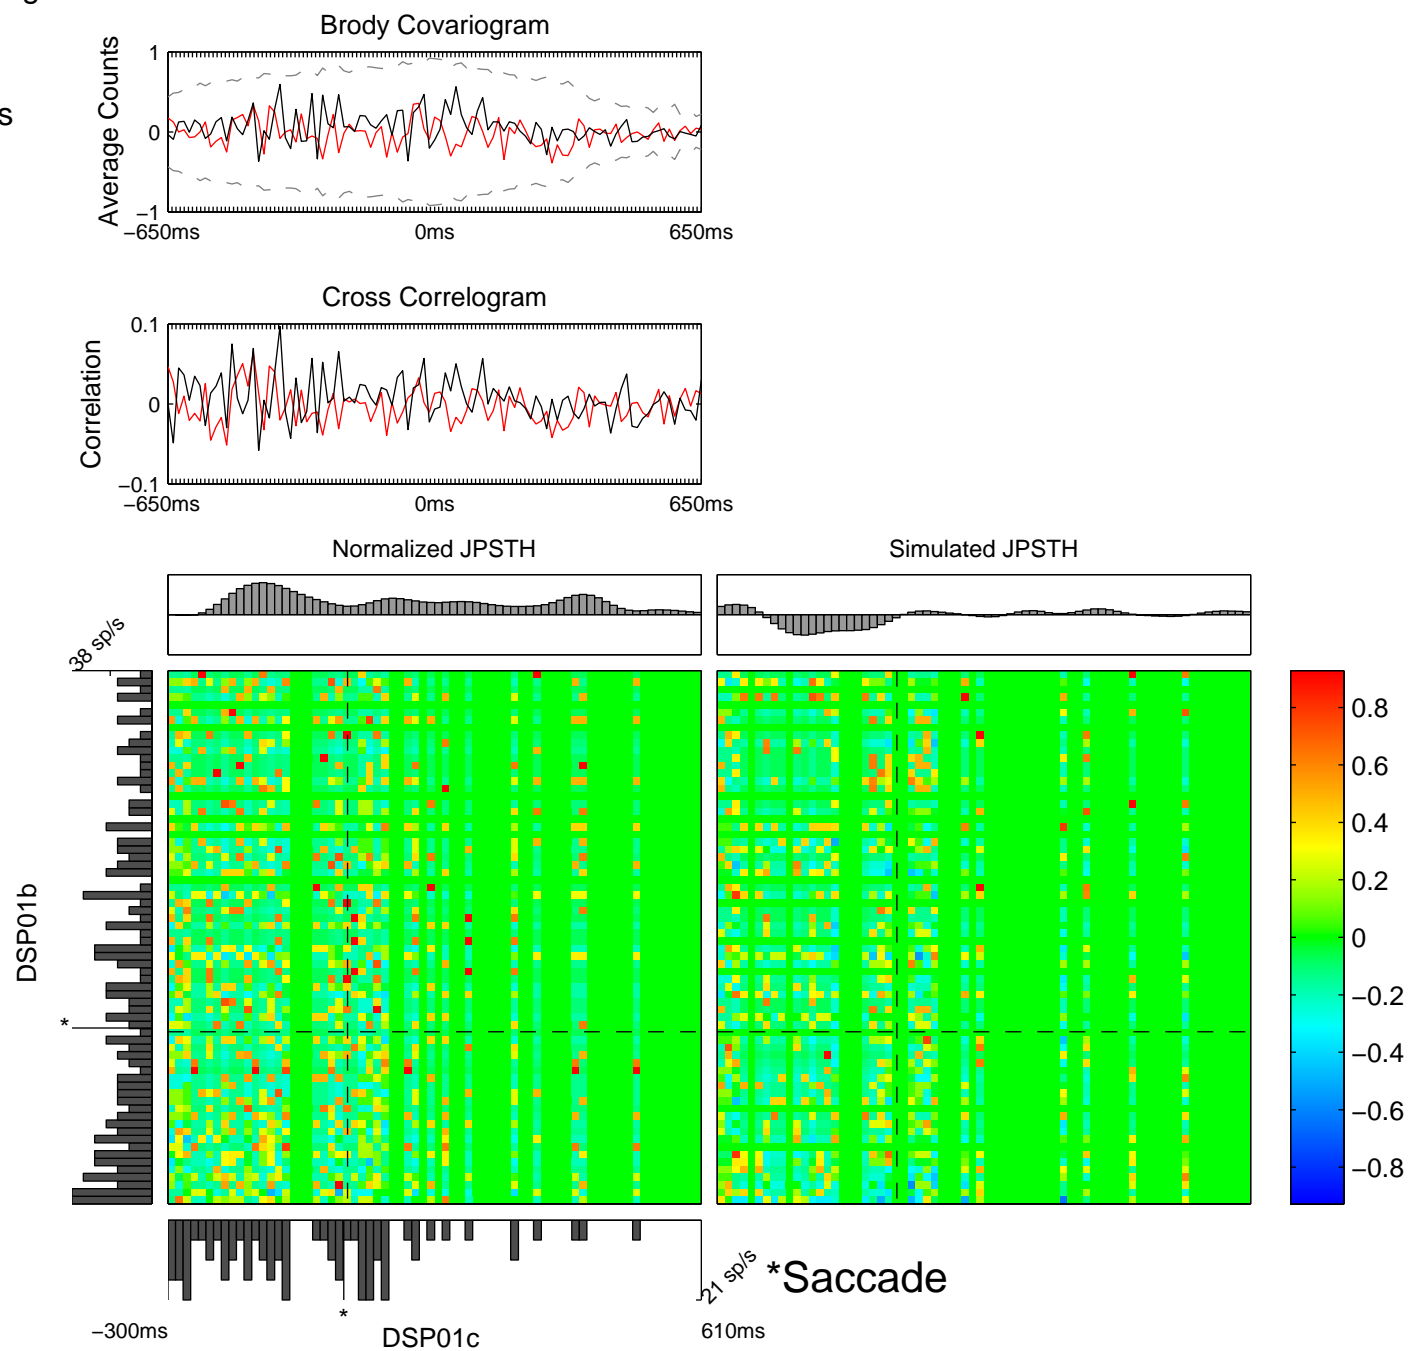 g
Brody Covariogram
s
Average Counts
1
0
−1
−650ms
0ms
650ms
Cross Correlogram
Correlation
0.1
0
−0.1
−650ms
0ms
650ms
Normalized JPSTH
Simulated JPSTH
38 sp/s
DSP01b
*
0.8
0.6
0.4
0.2
0
−0.2
−0.4
−0.6
−0.8
21 sp/s
*Saccade
*
−300ms
DSP01c
610ms